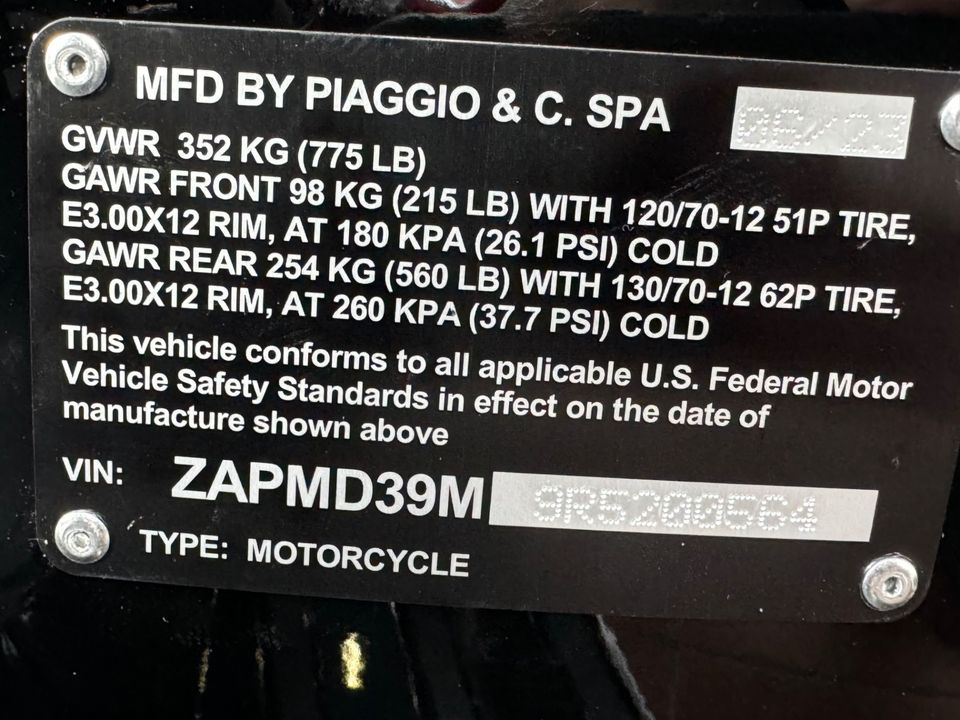 MFD BY PIAGGIO & C. SPA 06/23
GVWR 352 KG (775 LB)
GAWR FRONT 98 KG (215 LB) WITH 120/70-12 51P TIRE,
E3.00X12 RIM, AT 180 KPA (26.1 PSI) COLD
GAWR REAR 254 KG (560 LB) WITH 130/70-12 62P TIRE,
E3.00X12 RIM, AT 260 KPA (37.7 PSI) COLD
This vehicle conforms to all applicable U.S. Federal Motor
Vehicle Safety Standards in effect on the date of
manufacture shown above
VIN: ZAPMD39M 9R5200564
TYPE: MOTORCYCLE